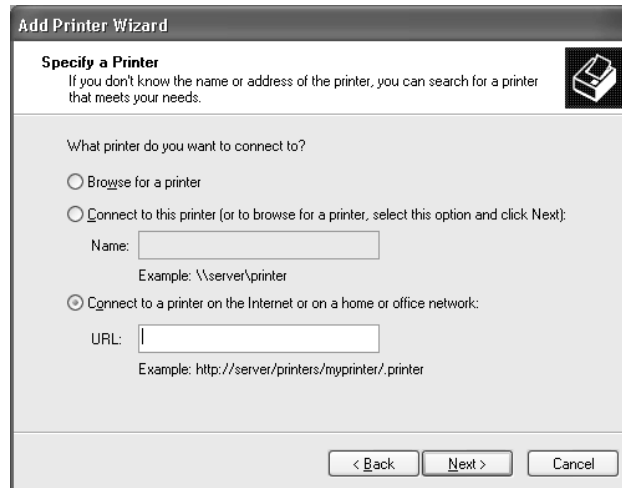 Add Printer Wizard
Specify a Printer
If you don't know the name or address of the printer, you can search for a printer
that meets your needs.
What printer do you want to connect to?
Browse for a printer
Connect to this printer (or to browse for a printer, select this option and click Next):
Name:
Example: \\server\printer
Connect to a printer on the Internet or on a home or office network:
URL:
Example: http://server/printers/myprinter/.printer
< Back Next > Cancel